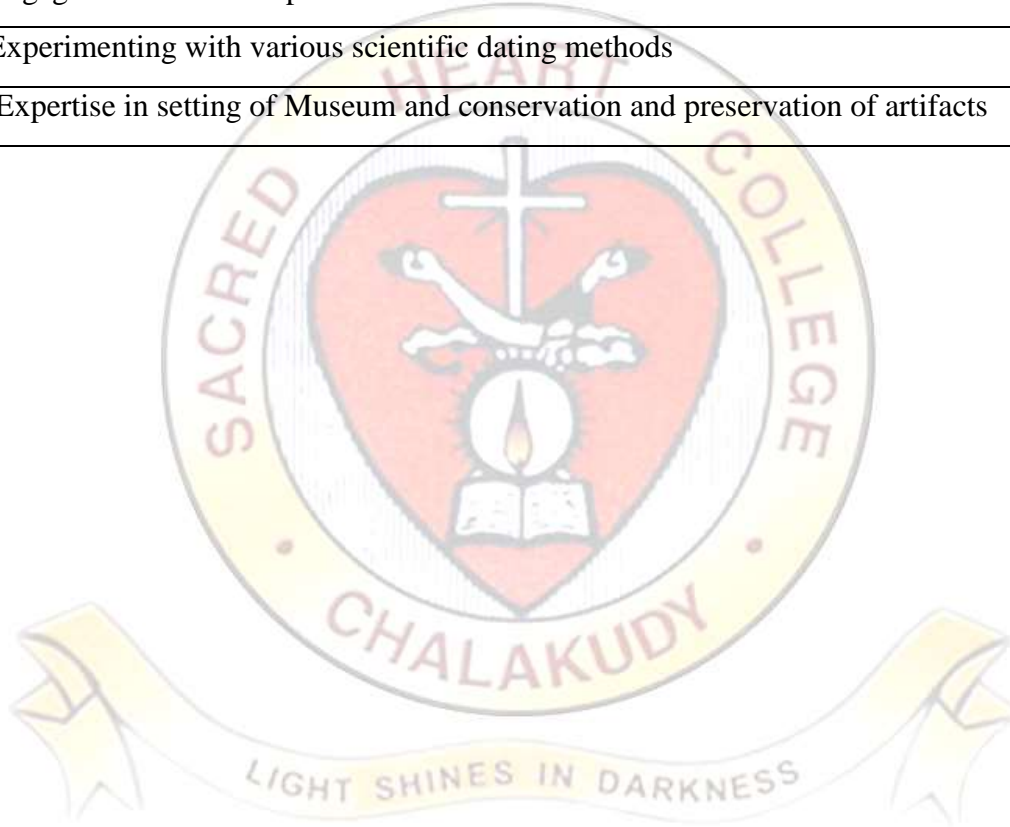 Experimenting with various scientific dating methods
Expertise in setting of Museum and conservation and preservation of artifacts
SACRED HEART COLLEGE
CHALAKUDY
LIGHT SHINES IN DARKNESS